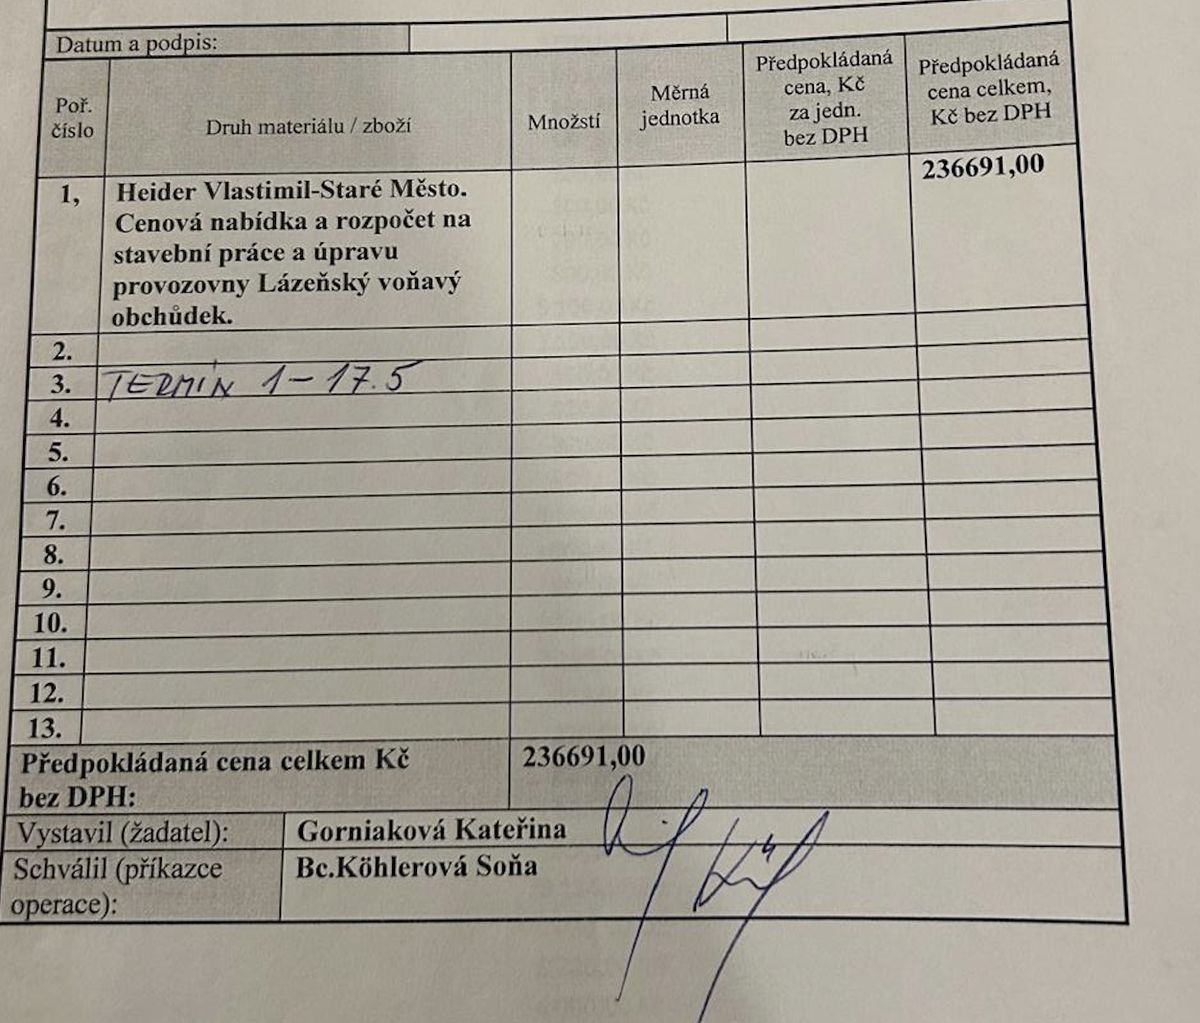 Datum a podpis:
Poř.
číslo
Druh materiálu / zboží
Množstí
Měrná
jednotka
Předpokládaná
cena, Kč
za jedn.
bez DPH
Předpokládaná
cena celkem,
Kč bez DPH
1,
Heider Vlastimil-Staré Město.
Cenová nabídka a rozpočet na
stavební práce a úpravu
provozovny Lázeňský voňavý
obchůdek.
236691,00
2.
3. TERMÍN 1-17.5
4.
5.
6.
7.
8.
9.
10.
11.
12.
13.
Předpokládaná cena celkem Kč
bez DPH:
236691,00
Vystavil (žadatel): Gorniaková Kateřina
Schválil (příkazce
operace):
Bc.Köhlerová Soňa